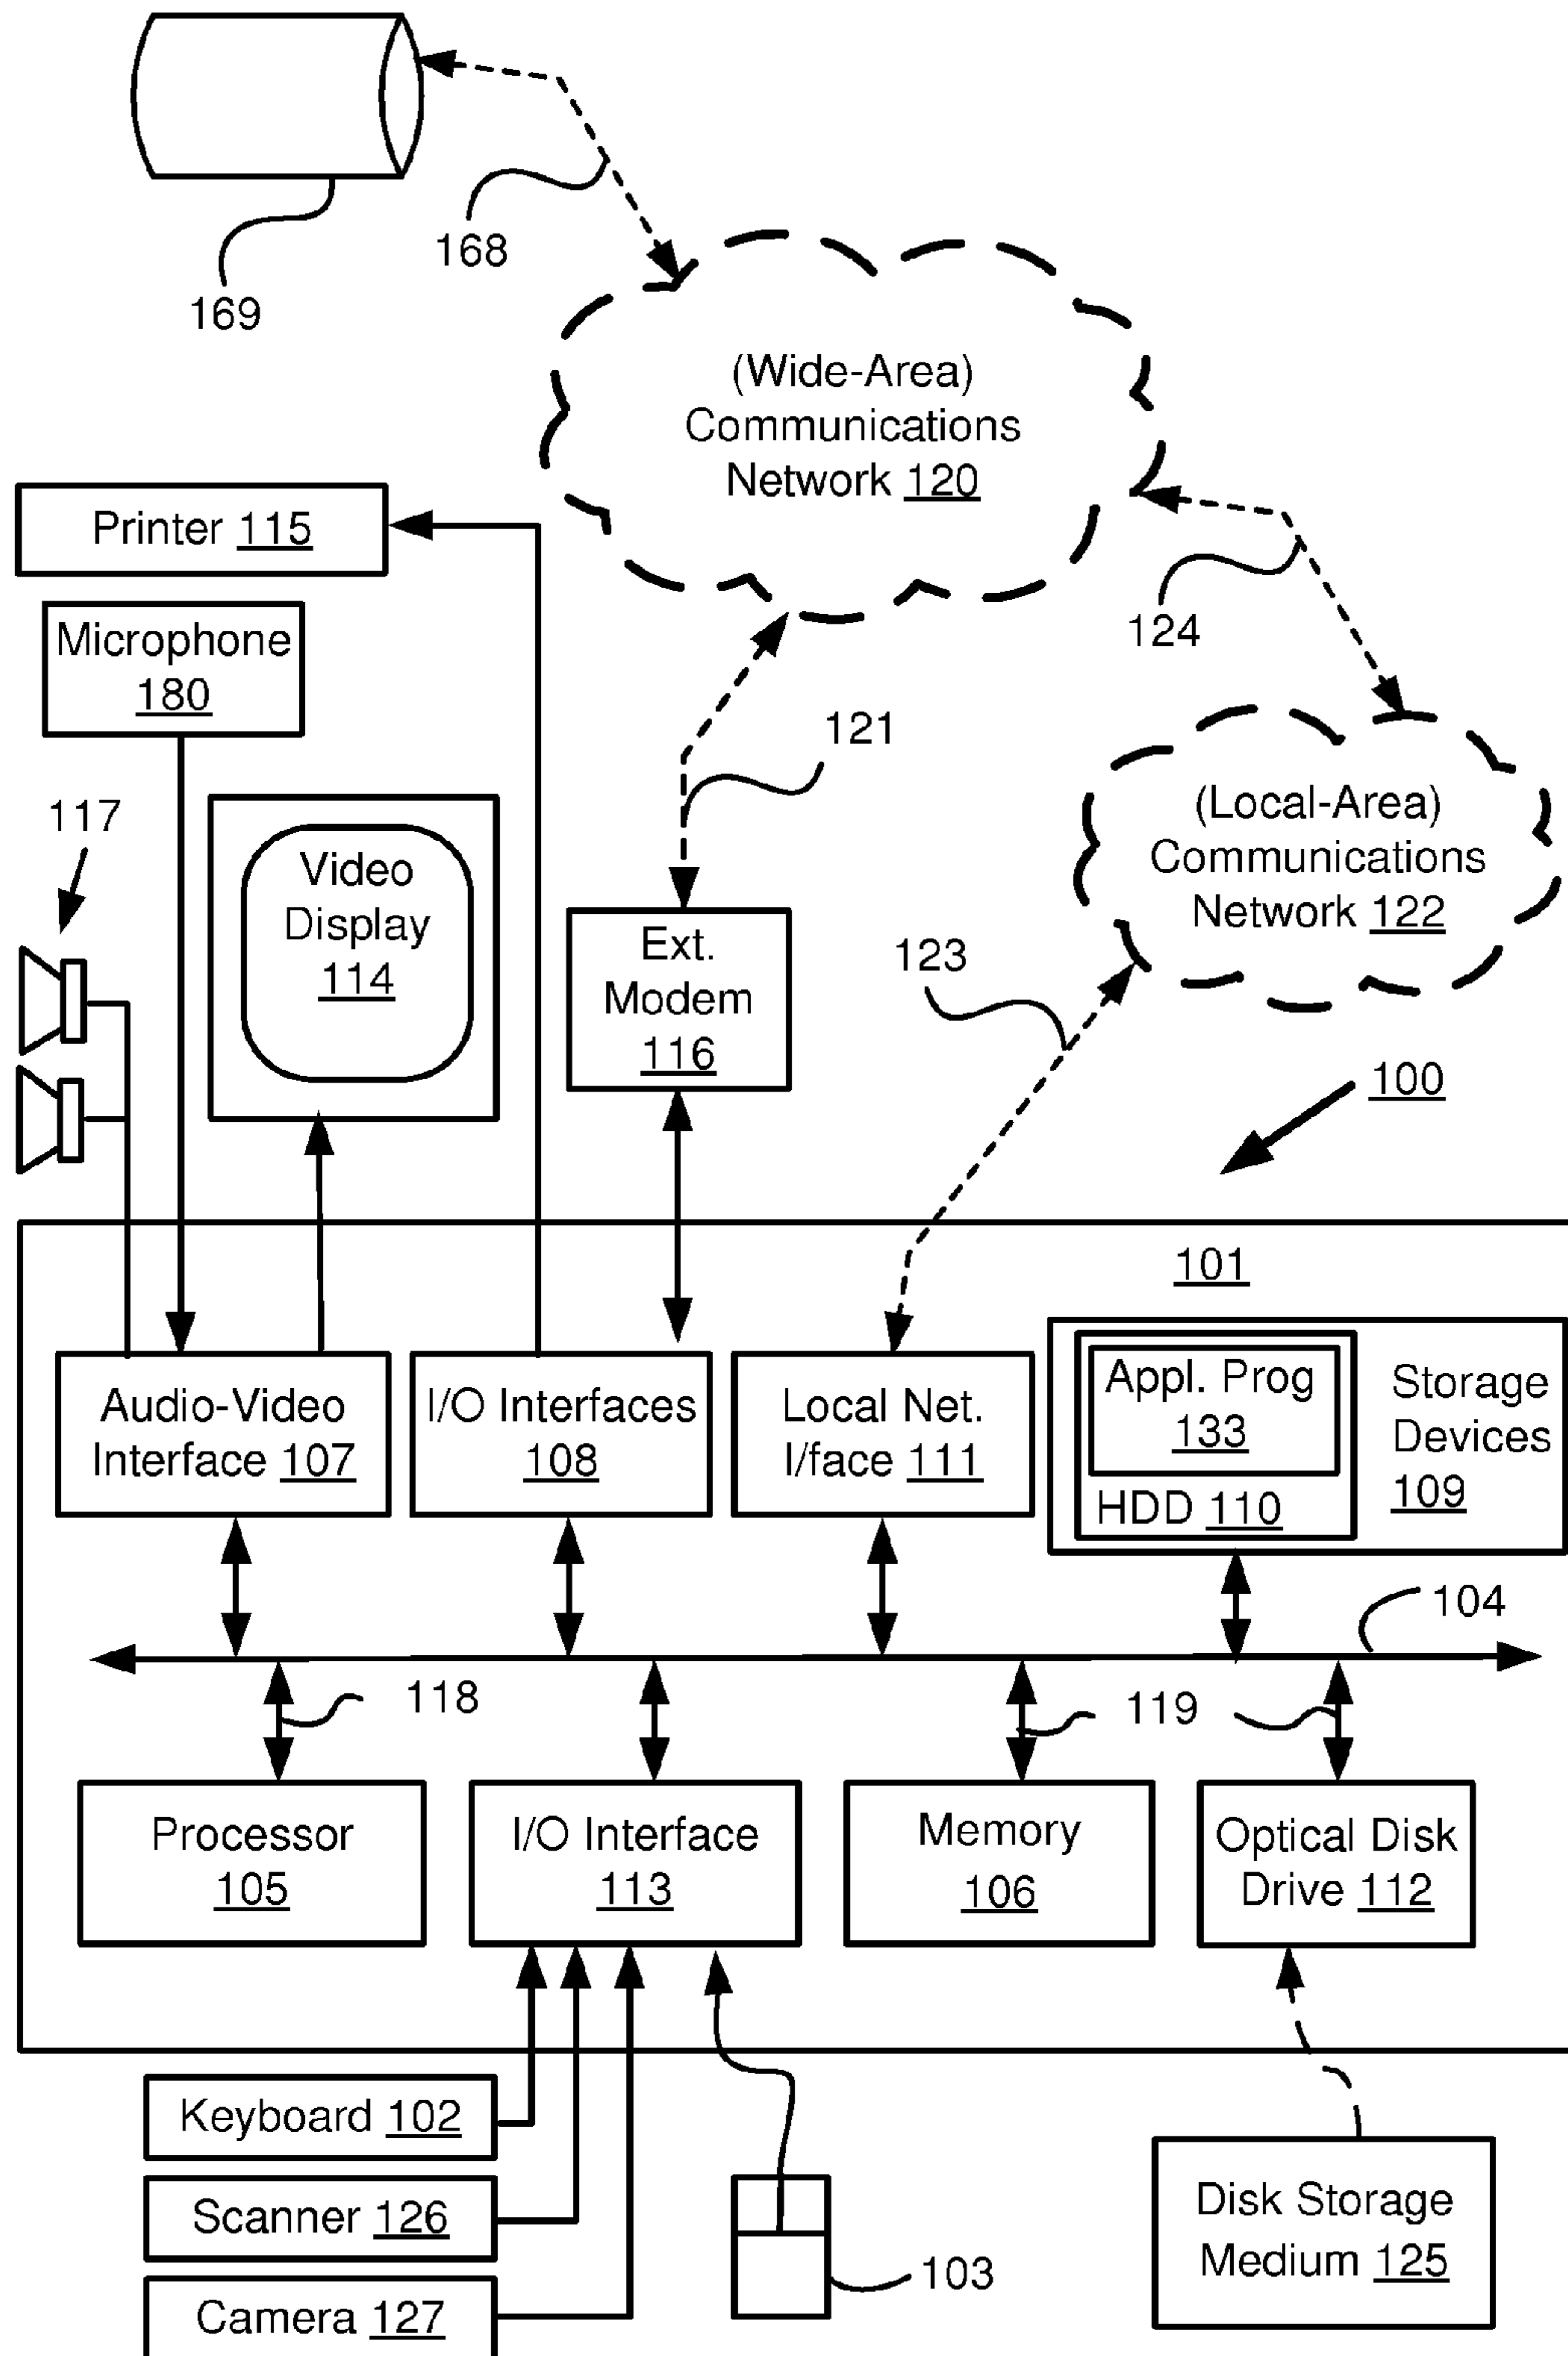 168
169
(Wide-Area)
Communications
Network 120
Printer 115
124
Microphone
180
121
117
Video
Display
114
(Local-Area)
Communications
Network 122
Ext.
Modem
116
123
100
101
Audio-Video
Interface 107
I/O Interfaces
108
Local Net.
I/face 111
Appl. Prog
133
HDD 110
Storage
Devices
109
104
118
119
Processor
105
I/O Interface
113
Memory
106
Optical Disk
Drive 112
Keyboard 102
Scanner 126
Camera 127
103
Disk Storage
Medium 125